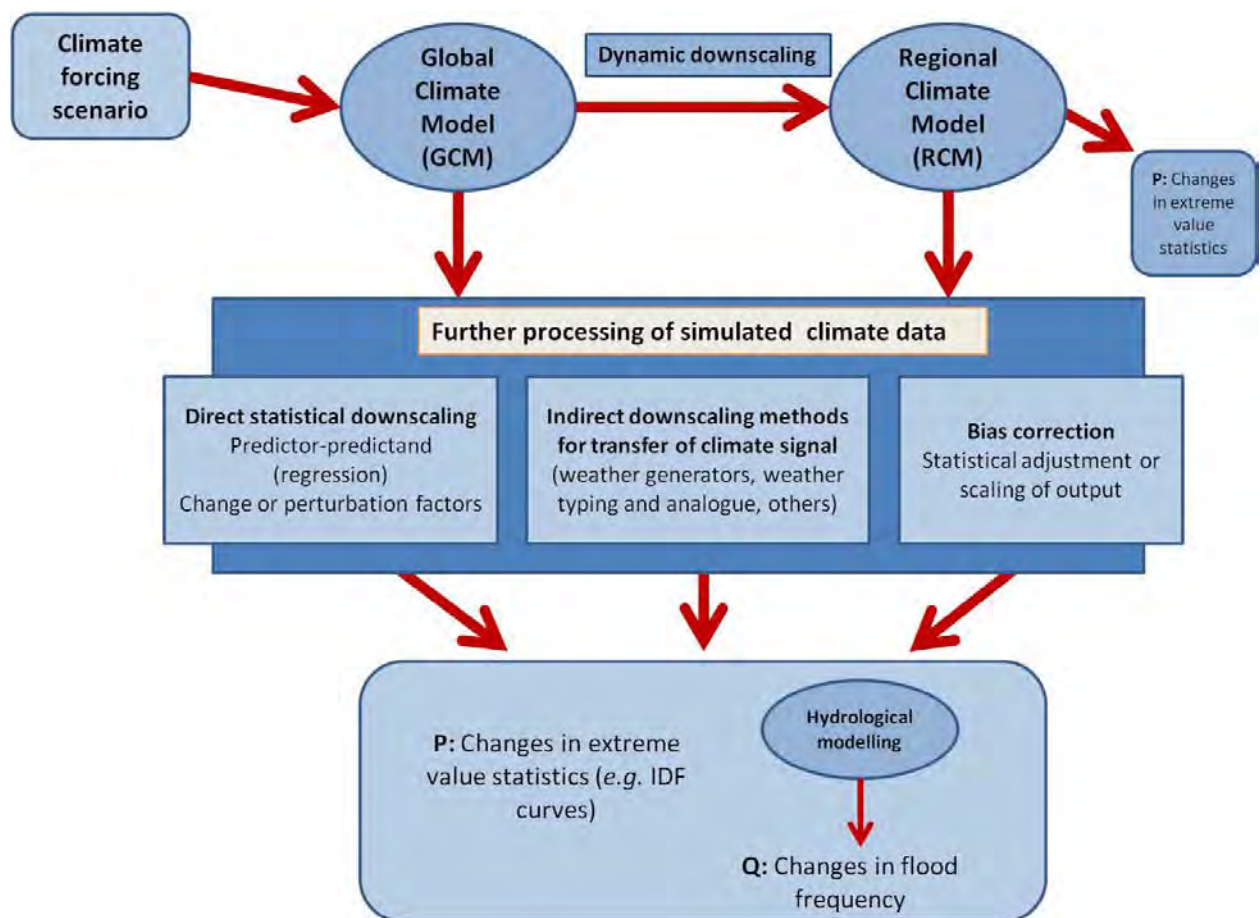 Climate
forcing
scenario
Global
Climate
Model
(GCM)
Dynamic downscaling
Regional
Climate
Model
(RCM)
P: Changes
in extreme
value
statistics
Further processing of simulated climate data
Direct statistical downscaling
Predictor-predictand
(regression)
Change or perturbation factors
Indirect downscaling methods
for transfer of climate signal
(weather generators, weather
typing and analogue, others)
Bias correction
Statistical adjustment or
scaling of output
P: Changes in extreme
value statistics (e.g. IDF
curves)
Hydrological
modelling
Q: Changes in flood
frequency